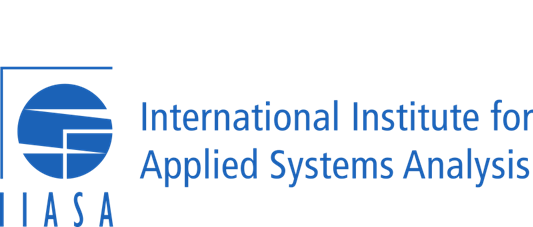 International Institute for
Applied Systems Analysis
IIASA